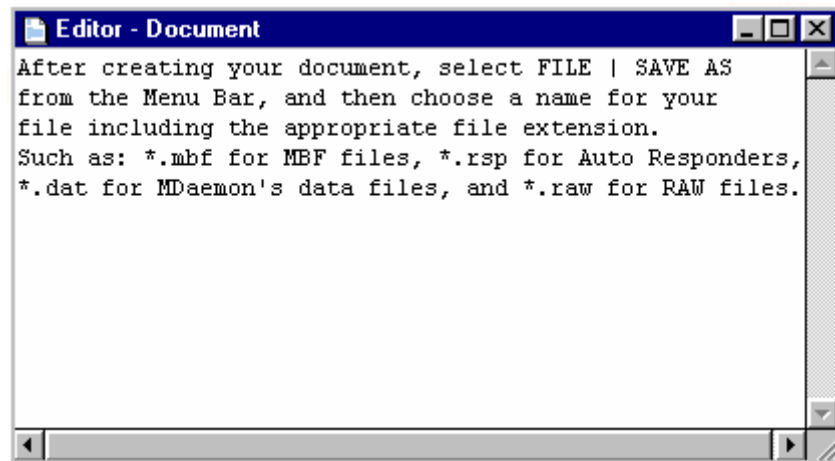 Editor - Document
After creating your document, select FILE | SAVE AS
from the Menu Bar, and then choose a name for your
file including the appropriate file extension.
Such as: *.mbf for MBF files, *.rsp for Auto Responders,
*.dat for MDaemon's data files, and *.raw for RAW files.